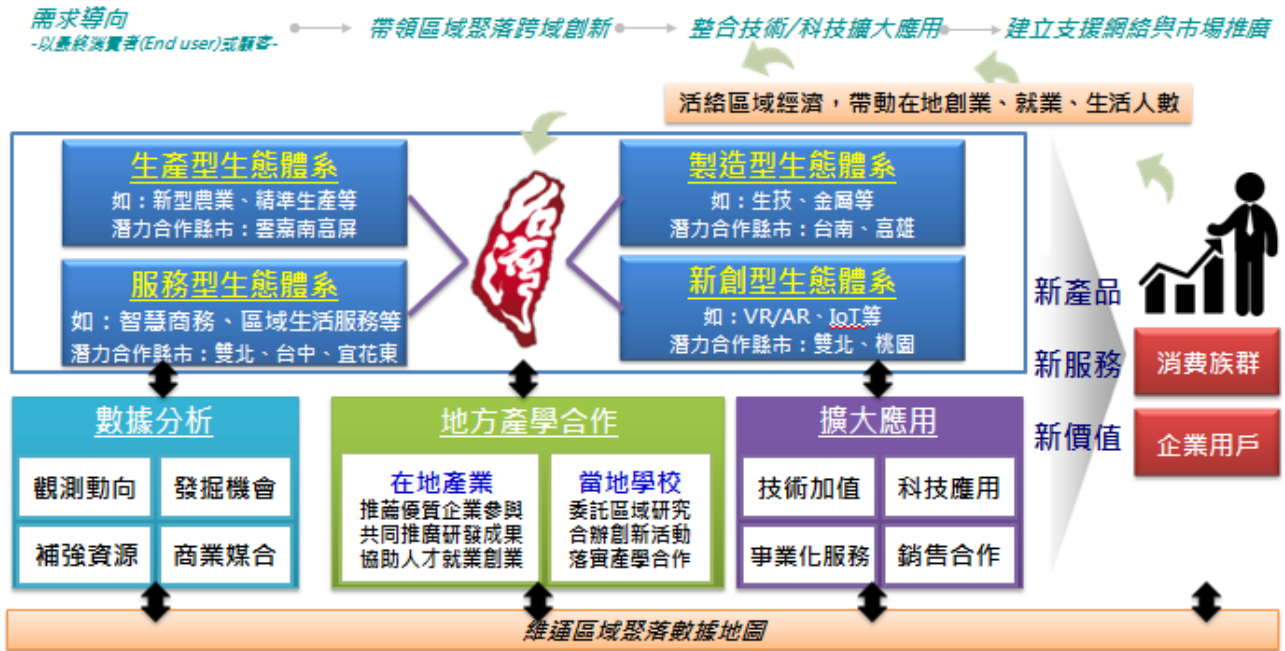 需求導向
-以最終消費者(End user)或顧客-
帶領區域聚落跨域創新
整合技術/科技擴大應用
建立支援網絡與市場推廣
活絡區域經濟，帶動在地創業、就業、生活人數
生產型生態體系
如：新型農業、精準生產等
潛力合作縣市：雲嘉南高屏
製造型生態體系
如：生技、金屬等
潛力合作縣市：台南、高雄
台灣
服務型生態體系
如：智慧商務、區域生活服務等
潛力合作縣市：雙北、台中、宜花東
新創型生態體系
如：VR/AR、IoT等
潛力合作縣市：雙北、桃園
新產品
新服務
新價值
消費族群
企業用戶
數據分析
觀測動向
發掘機會
補強資源
商業媒合
地方產學合作
在地產業
推薦優質企業參與
共同推廣研發成果
協助人才就業創業
當地學校
委託區域研究
合辦創新活動
落實產學合作
擴大應用
技術加值
科技應用
事業化服務
銷售合作
維運區域聚落數據地圖